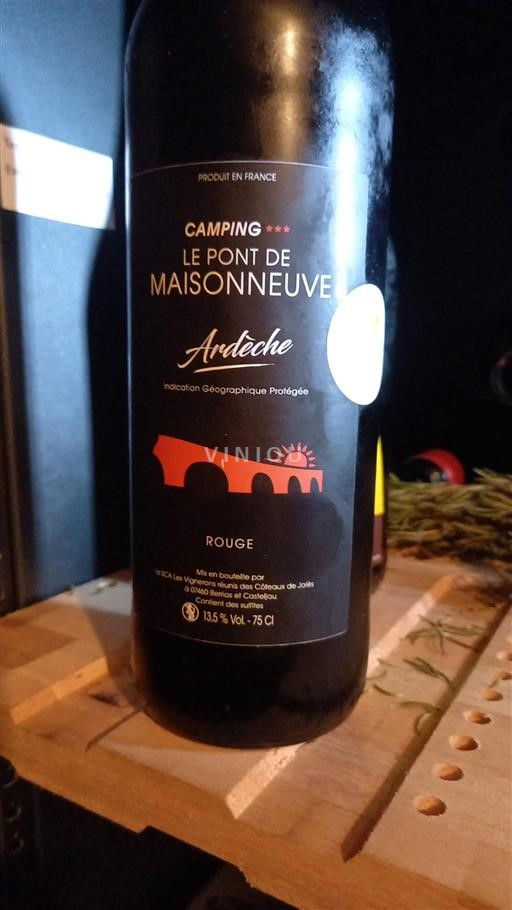 PRODUIT EN FRANCE
CAMPING ***
LE PONT DE
MAISONNEUVE
Ardèche
Indication Géographique Protégée
VINIOU
ROUGE
Mis en bouteille par
La SCA Les Vignerons réunis des Côteaux de Jalès
à 07460 Berrias et Casteljau
Contient des sulfites
13.5 % Vol. - 75 Cl